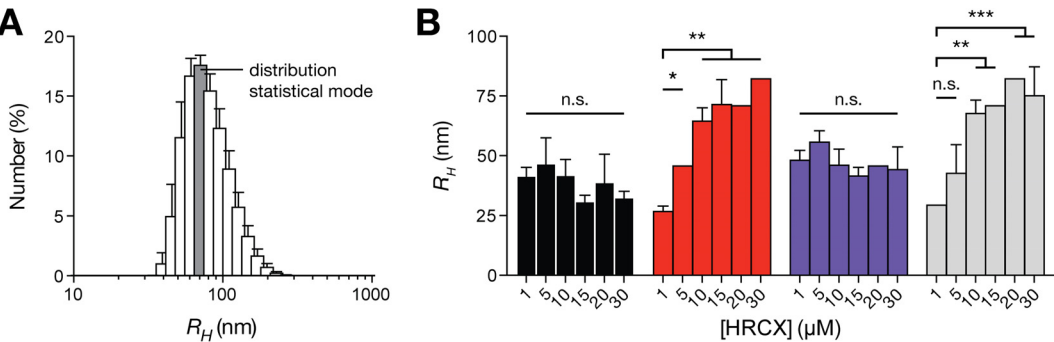 A
20
15
10
5
0
Number (%)
distribution
statistical mode
10
100
1000
R_H (nm)
B
100
75
50
25
0
R_H (nm)
n.s.
*
**
n.s.
n.s.
**
***
1 5 10 15 20 30
1 5 10 15 20 30
1 5 10 15 20 30
1 5 10 15 20 30
[HRCX] (µM)